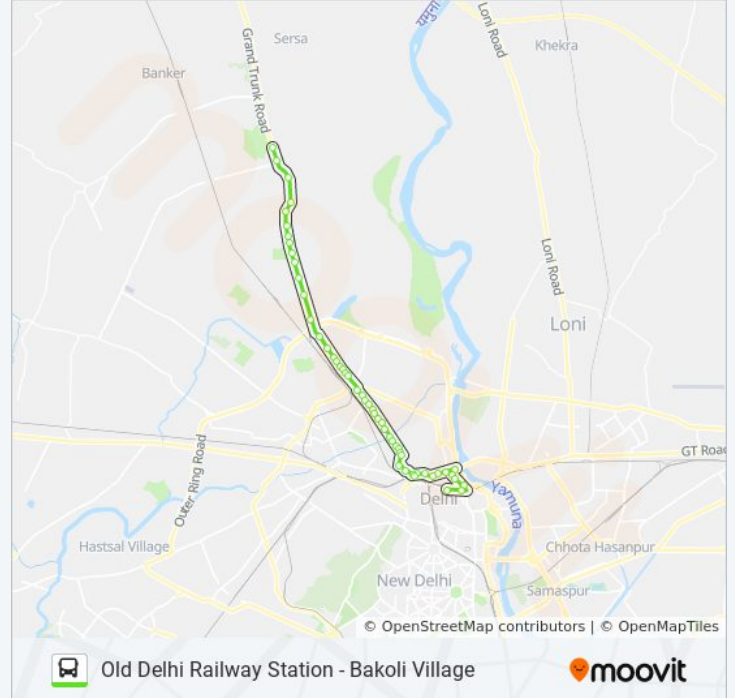 यमुना
Sersa
Loni Road
Khekra
Banker
Grand Trunk Road
Loni Road
Loni
GT Road
Outer Ring Road
Delhi
Yamuna
Hastsal Village
Chhota Hasanpur
New Delhi
Samaspur
© OpenStreetMap contributors | © OpenMapTiles
Old Delhi Railway Station - Bakoli Village
moovit